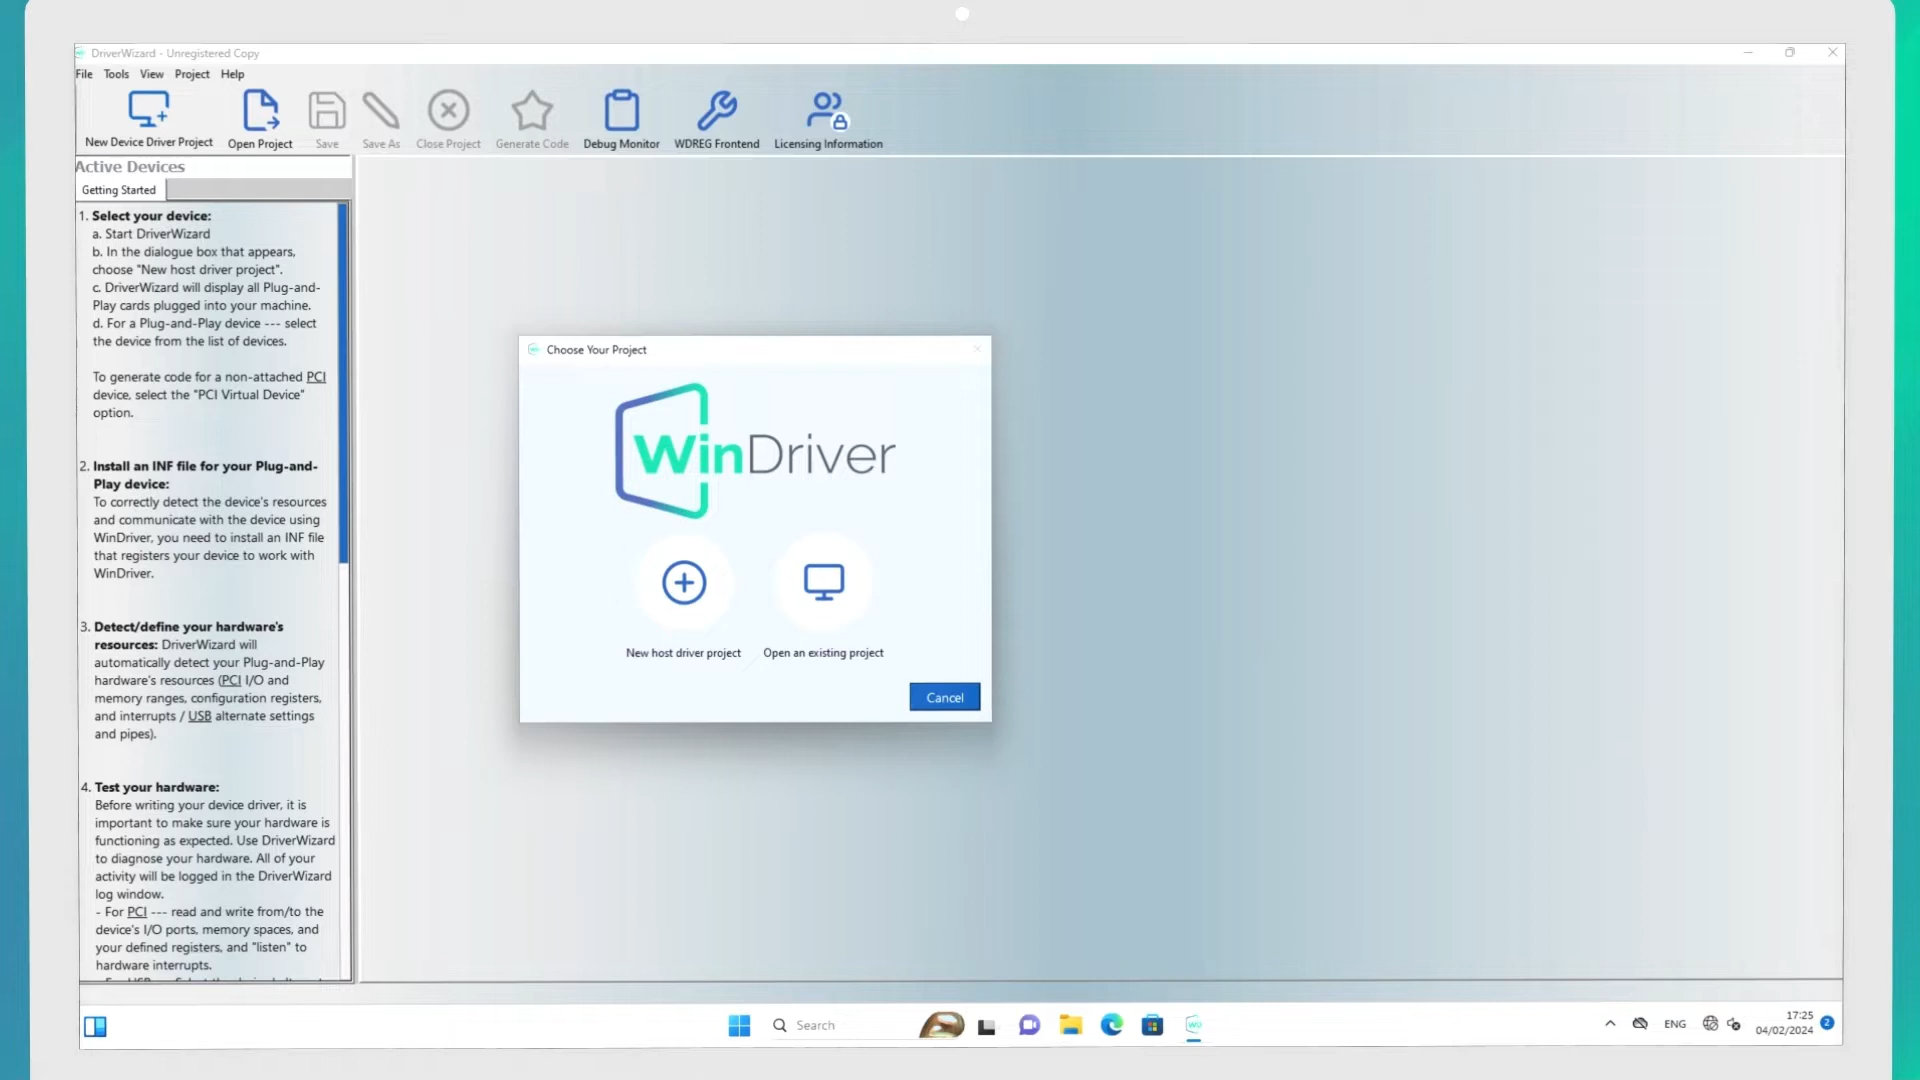 DriverWizard - Unregistered Copy
File Tools View Project Help
New Device Driver Project Open Project Save Save As Close Project Generate Code Debug Monitor WDREG Frontend Licensing Information
Active Devices
Getting Started
1. Select your device:
a. Start DriverWizard
b. In the dialogue box that appears,
choose "New host driver project".
c. DriverWizard will display all Plug-and-
Play cards plugged into your machine.
d. For a Plug-and-Play device --- select
the device from the list of devices.
To generate code for a non-attached PCI
device, select the "PCI Virtual Device"
option.
2. Install an INF file for your Plug-and-
Play device:
To correctly detect the device's resources
and communicate with the device using
WinDriver, you need to install an INF file
that registers your device to work with
WinDriver.
3. Detect/define your hardware's
resources: DriverWizard will
automatically detect your Plug-and-Play
hardware's resources (PCI I/O and
memory ranges, configuration registers,
and interrupts / USB alternate settings
and pipes).
4. Test your hardware:
Before writing your device driver, it is
important to make sure your hardware is
functioning as expected. Use DriverWizard
to diagnose your hardware. All of your
activity will be logged in the DriverWizard
log window.
- For PCI --- read and write from/to the
device's I/O ports, memory spaces, and
your defined registers, and "listen" to
hardware interrupts.
Choose Your Project
WinDriver
New host driver project Open an existing project
Cancel
Search
ENG
17:25
04/02/2024
2